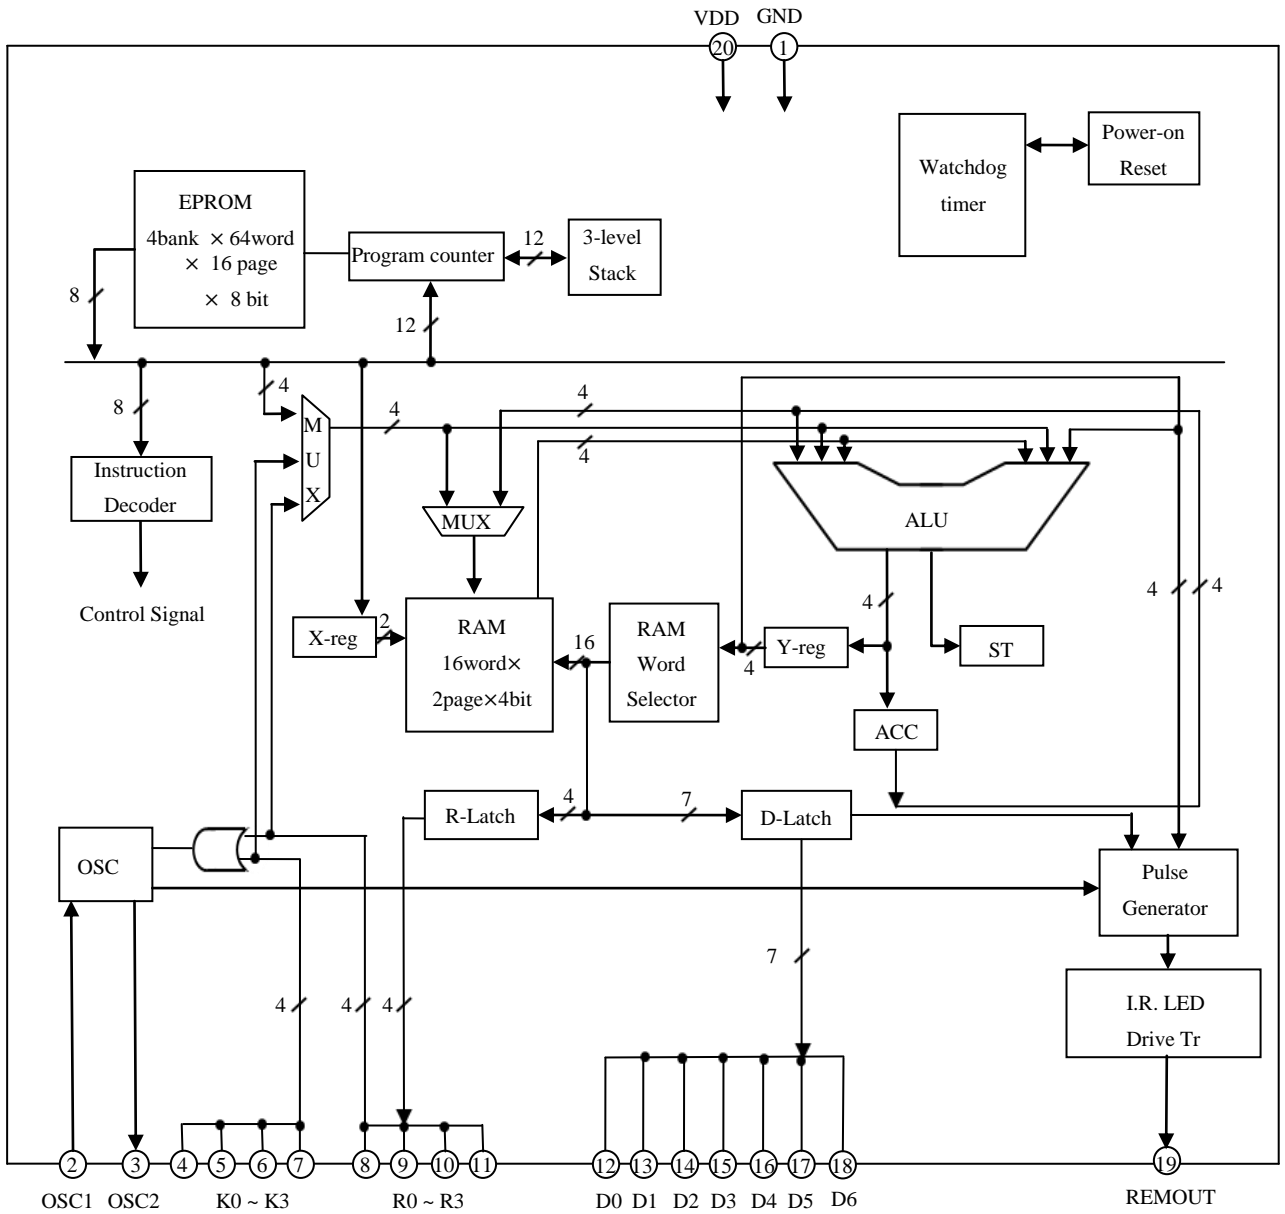 VDD GND
20 1
Power-on
Reset
Watchdog
timer
EPROM
4bank × 64word
× 16 page
× 8 bit
Program counter
12
3-level
Stack
8
12
8
4
4
4
4
M
U
X
Instruction
Decoder
MUX
ALU
Control Signal
4
4
4
X-reg
2
RAM
16word×
2page×4bit
16
RAM
Word
Selector
4
Y-reg
ST
ACC
R-Latch
4
7
D-Latch
OSC
Pulse
Generator
7
4
4
4
I.R. LED
Drive Tr
2 3 4 5 6 7 8 9 10 11 12 13 14 15 16 17 18 19
OSC1 OSC2 K0 ~ K3 R0 ~ R3 D0 D1 D2 D3 D4 D5 D6 REMOUT